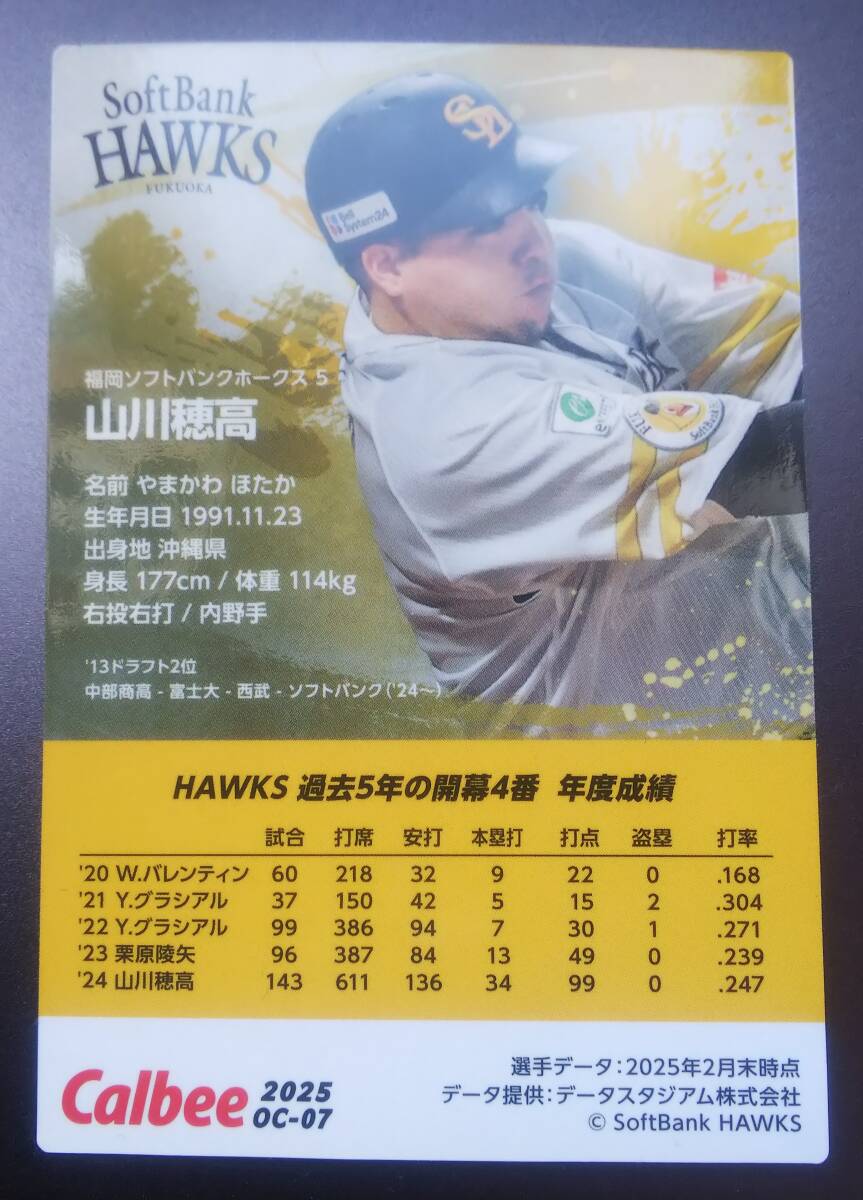 SoftBank
HAWKS
FUKUOKA
Bell
System24
福岡ソフトバンクホークス 5
山川穂高
名前 やまかわ ほたか
生年月日 1991.11.23
出身地 沖縄県
身長 177cm / 体重 114kg
右投右打 / 内野手
'13ドラフト2位
中部商高 - 富士大 - 西武 - ソフトバンク('24〜)
HAWKS 過去5年の開幕4番 年度成績
試合 打席 安打 本塁打 打点 盗塁 打率
'20 W.バレンティン 60 218 32 9 22 0 .168
'21 Y.グラシアル 37 150 42 5 15 2 .304
'22 Y.グラシアル 99 386 94 7 30 1 .271
'23 栗原陵矢 96 387 84 13 49 0 .239
'24 山川穂高 143 611 136 34 99 0 .247
Calbee 2025
OC-07
選手データ：2025年2月末時点
データ提供：データスタジアム株式会社
© SoftBank HAWKS